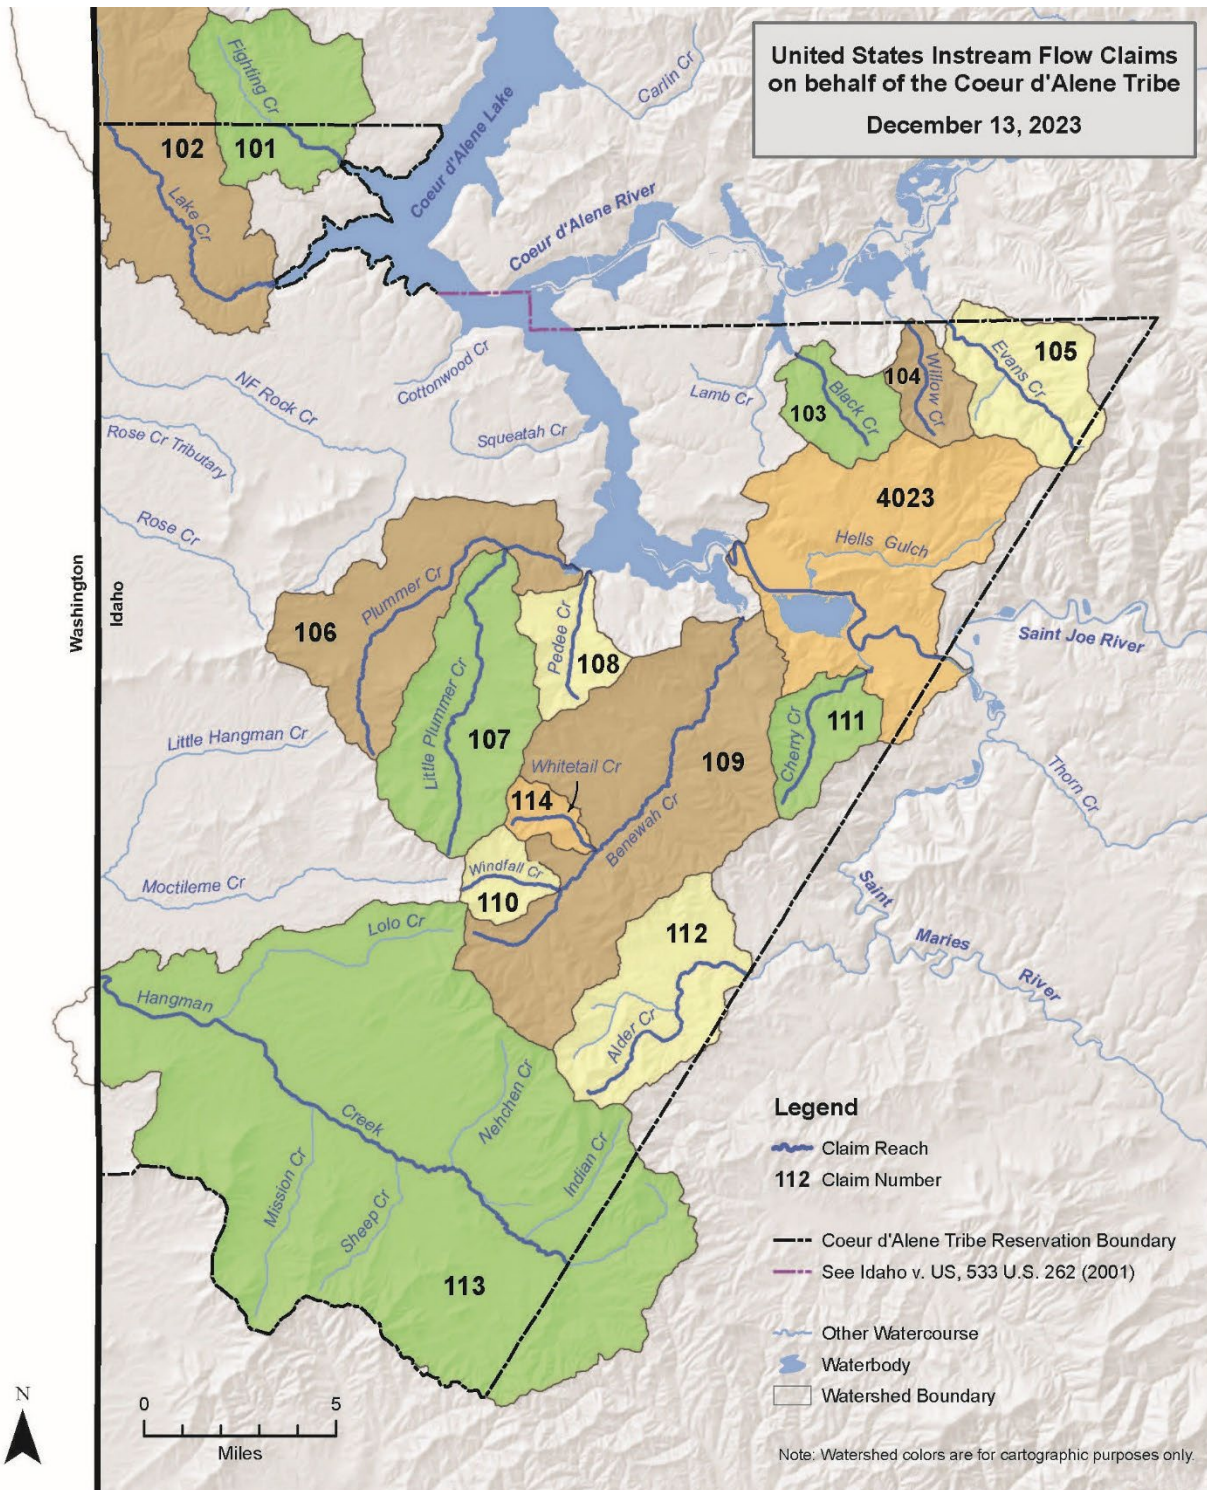 United States Instream Flow Claims
on behalf of the Coeur d'Alene Tribe
December 13, 2023
Fighting Cr
Carlin Cr
Coeur d'Alene Lake
102
101
Lake Cr
Coeur d'Alene River
105
Evans Cr
104
Willow Cr
103
Black Cr
Lamb Cr
Cottonwood Cr
NF Rock Cr
Squeatah Cr
Rose Cr Tributary
Rose Cr
4023
Hells Gulch
Washington
Idaho
Plummer Cr
106
Pedee Cr
108
Saint Joe River
Little Plummer Cr
107
Little Hangman Cr
109
Cherry Cr
111
Whitetail Cr
114
Benewah Cr
Thorn Cr
Windfall Cr
110
Moctileme Cr
Saint
Maries
River
Lolo Cr
112
Alder Cr
Hangman
Creek
Nehchen Cr
Indian Cr
Mission Cr
Sheep Cr
113
Legend
Claim Reach
112 Claim Number
Coeur d'Alene Tribe Reservation Boundary
See Idaho v. US, 533 U.S. 262 (2001)
Other Watercourse
Waterbody
Watershed Boundary
N
0 5
Miles
Note: Watershed colors are for cartographic purposes only.